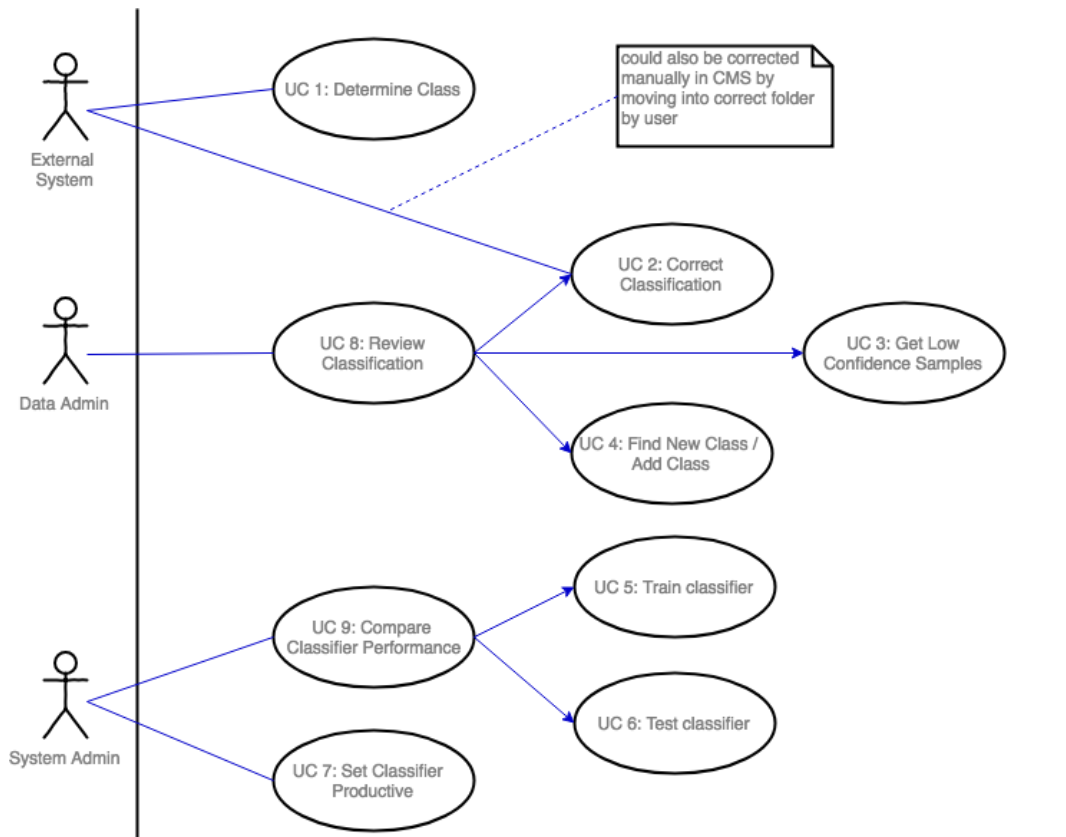 UC 1: Determine Class
could also be corrected
manually in CMS by
moving into correct folder
by user
External
System
UC 2: Correct
Classification
UC 8: Review
Classification
UC 3: Get Low
Confidence Samples
Data Admin
UC 4: Find New Class /
Add Class
UC 5: Train classifier
UC 9: Compare
Classifier Performance
System Admin
UC 6: Test classifier
UC 7: Set Classifier
Productive